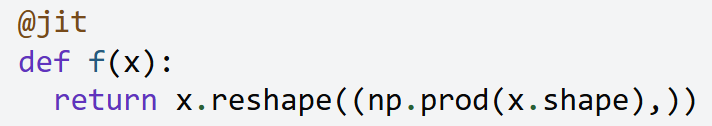 @jit
def f(x):
  return x.reshape((np.prod(x.shape),))